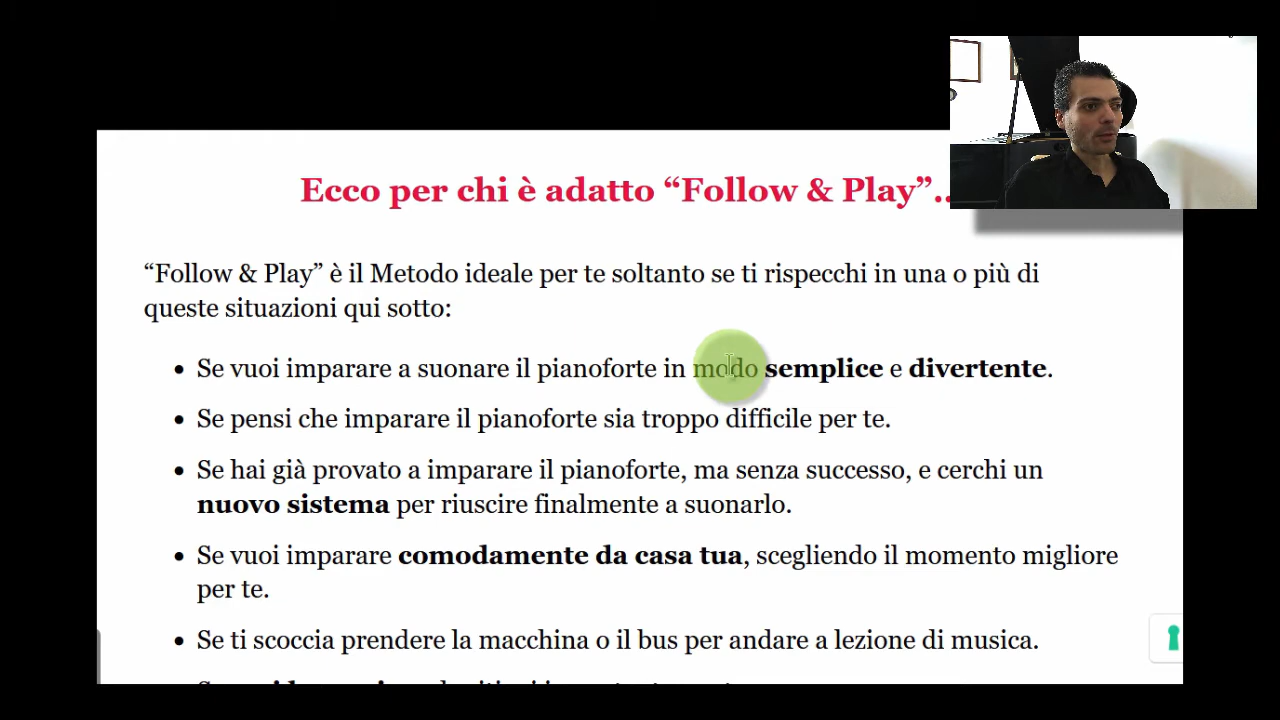 Ecco per chi è adatto “Follow & Play”..
“Follow & Play” è il Metodo ideale per te soltanto se ti rispecchi in una o più di
queste situazioni qui sotto:
• Se vuoi imparare a suonare il pianoforte in modo semplice e divertente.
• Se pensi che imparare il pianoforte sia troppo difficile per te.
• Se hai già provato a imparare il pianoforte, ma senza successo, e cerchi un
nuovo sistema per riuscire finalmente a suonarlo.
• Se vuoi imparare comodamente da casa tua, scegliendo il momento migliore
per te.
• Se ti scoccia prendere la macchina o il bus per andare a lezione di musica.